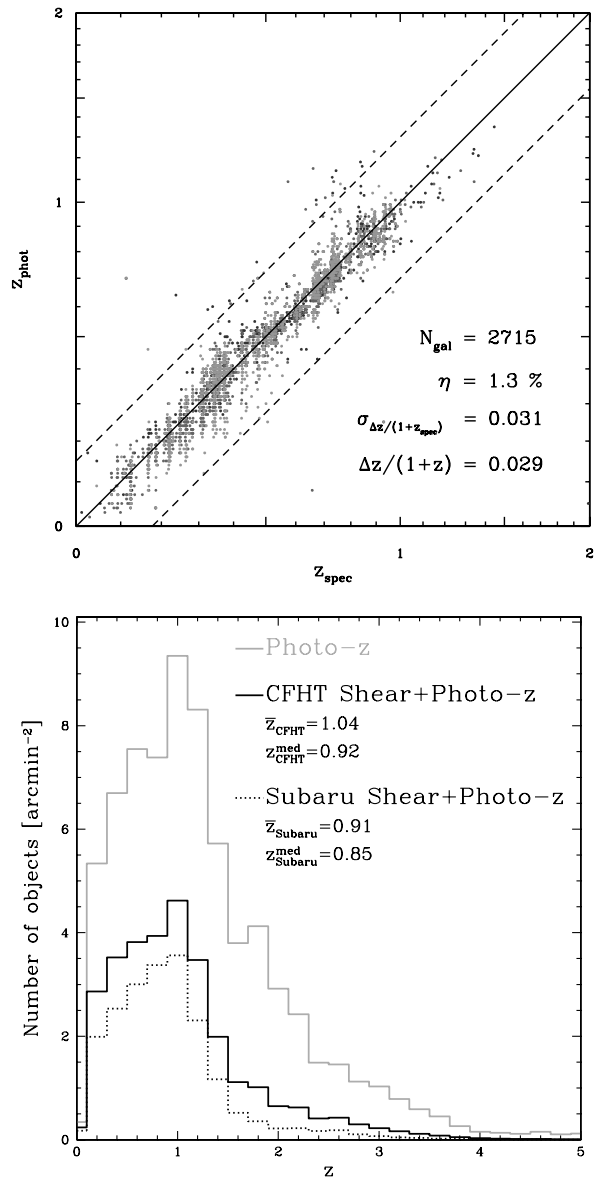 2
1
0
z_phot
N_gal = 2715
η = 1.3 %
σ_Δz/(1+z_spec) = 0.031
Δz/(1+z) = 0.029
0 1 2
z_spec
10
8
6
4
2
0
Number of objects [arcmin⁻²]
Photo-z
CFHT Shear+Photo-z
z̅_CFHT=1.04
z^med_CFHT=0.92
Subaru Shear+Photo-z
z̅_Subaru=0.91
z^med_Subaru=0.85
0 1 2 3 4 5
z